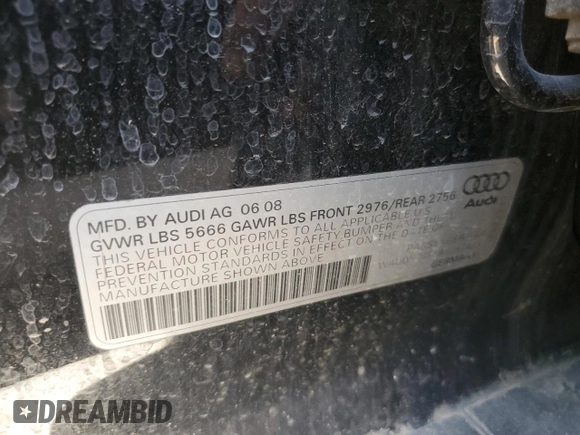 MFD. BY AUDI AG 06 08
GVWR LBS 5666 GAWR LBS FRONT 2976/REAR 2756
THIS VEHICLE CONFORMS TO ALL APPLICABLE U.S.
FEDERAL MOTOR VEHICLE SAFETY BUMPER AND THEFT
PREVENTION STANDARDS IN EFFECT ON THE DATE OF
MANUFACTURE SHOWN ABOVE
GERMANY
Audi
DREAMBID